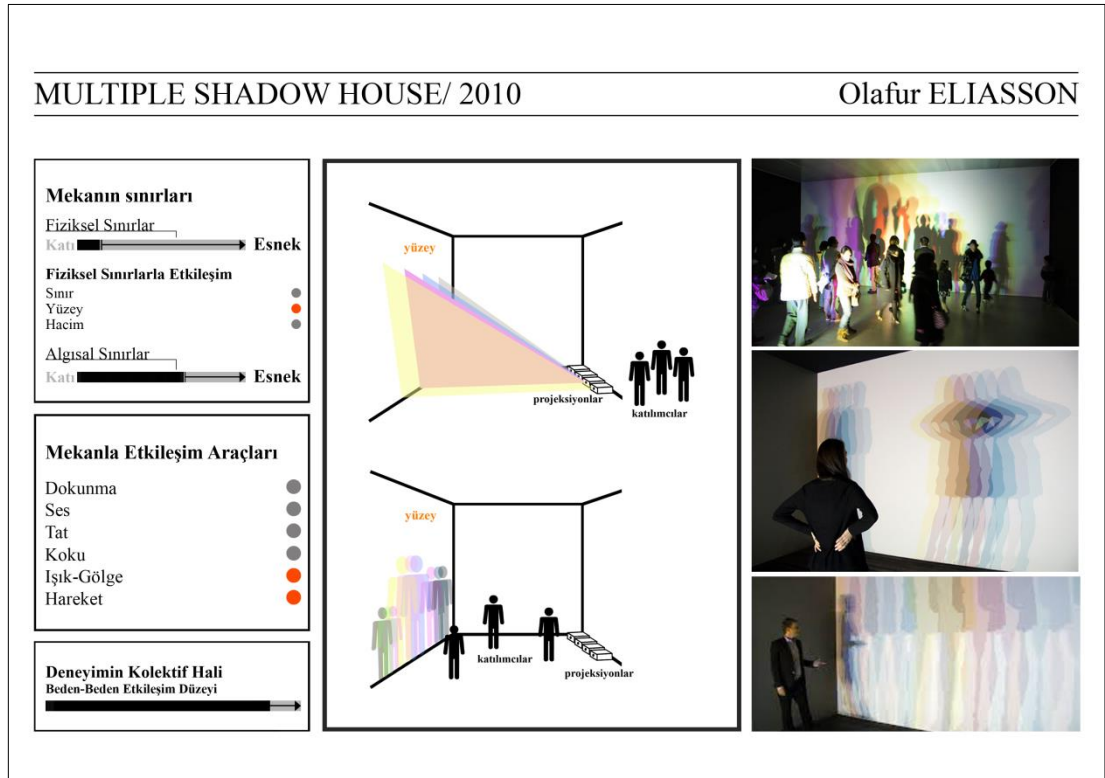 MULTIPLE SHADOW HOUSE/ 2010
Olafur ELIASSON
Mekanın sınırları
Fiziksel Sınırlar
Katı Esnek
Fiziksel Sınırlarla Etkileşim
Sınır
Yüzey
Hacim
Algısal Sınırlar
Katı Esnek
Mekanla Etkileşim Araçları
Dokunma
Ses
Tat
Koku
Işık-Gölge
Hareket
Deneyimin Kolektif Hali
Beden-Beden Etkileşim Düzeyi
yüzey
projeksiyonlar
katılımcılar
yüzey
katılımcılar
projeksiyonlar